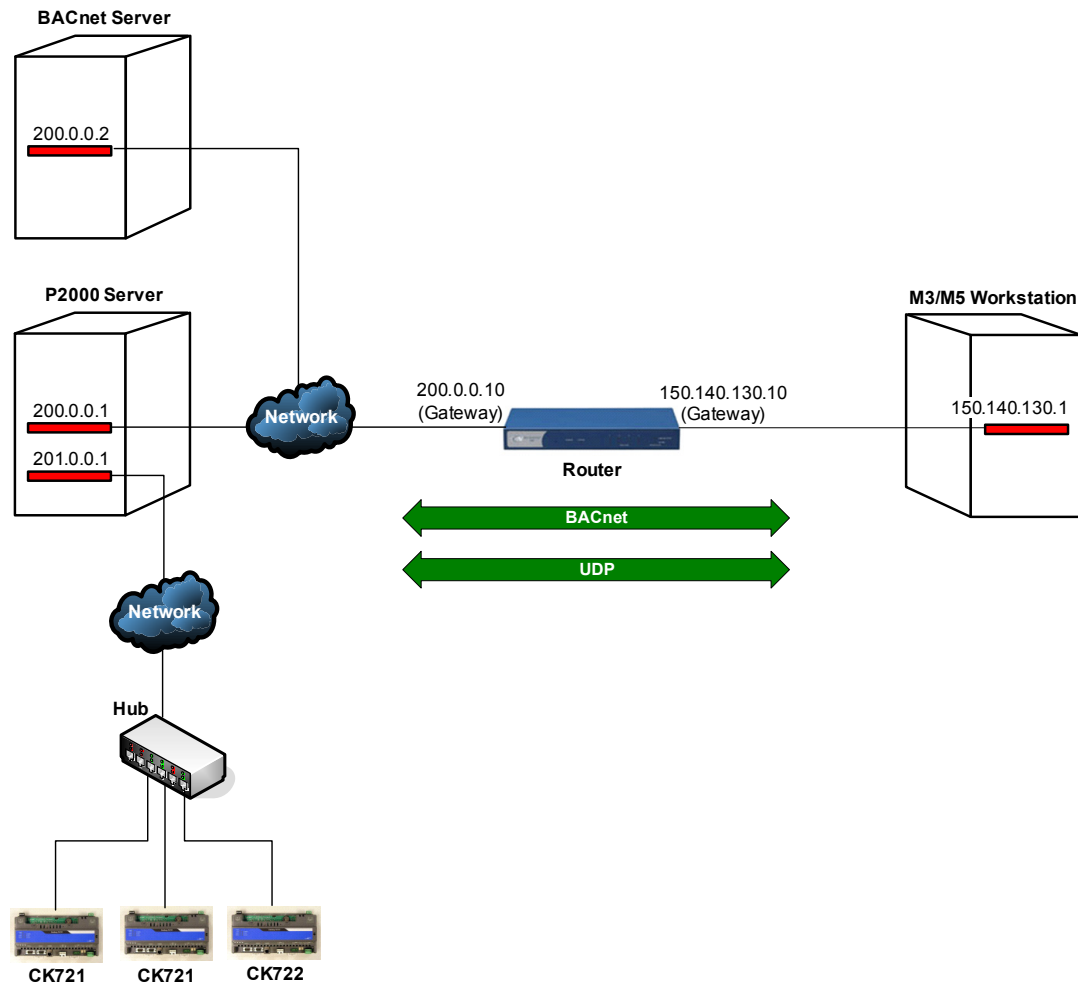 BACnet Server
200.0.0.2
P2000 Server
200.0.0.1
201.0.0.1
Network
200.0.0.10
(Gateway)
150.140.130.10
(Gateway)
Router
M3/M5 Workstation
150.140.130.1
BACnet
UDP
Network
Hub
CK721
CK721
CK722